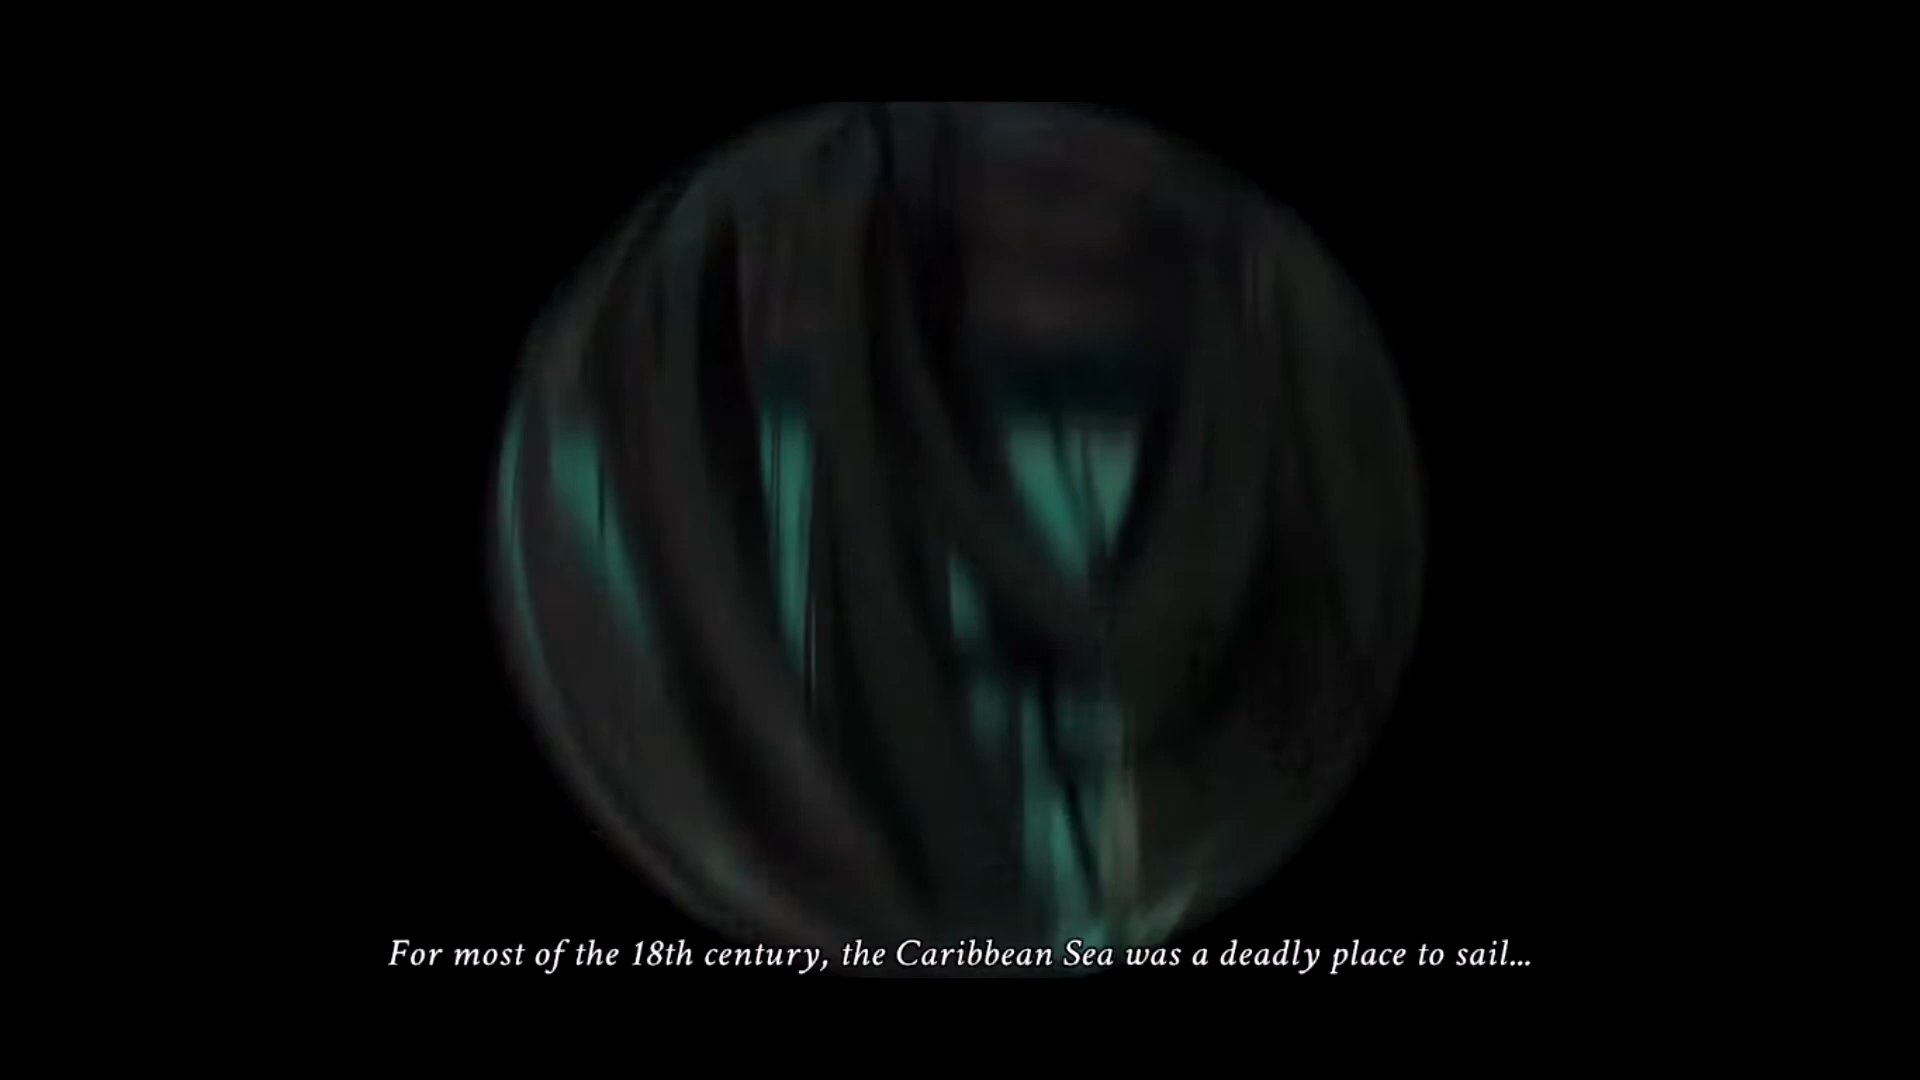 For most of the 18th century, the Caribbean Sea was a deadly place to sail...